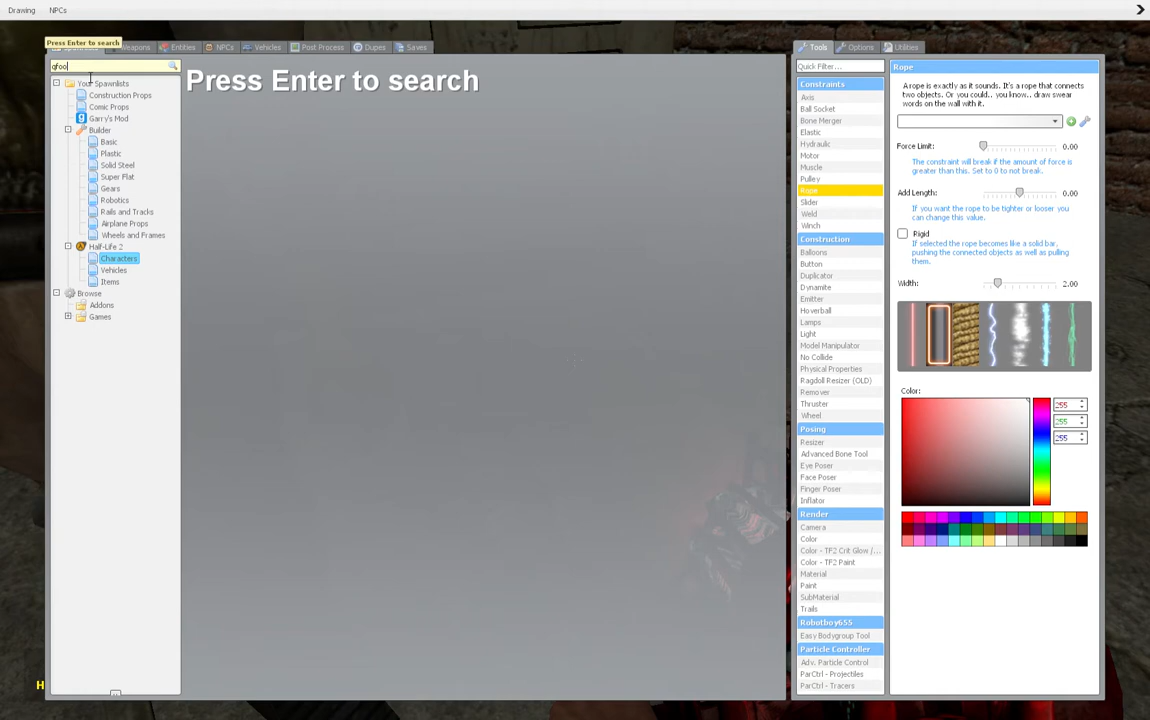 Drawing NPCs
Press Enter to search
Weapons Entities NPCs Vehicles Post Process Dupes Saves
qfoo
Press Enter to search
Your Spawnlists
Construction Props
Comic Props
Garry's Mod
Builder
Basic
Plastic
Solid Steel
Super Flat
Gears
Robotics
Rails and Tracks
Airplane Props
Wheels and Frames
Half-Life 2
Characters
Vehicles
Items
Browse
Addons
Games
H
Tools Options Utilities
Quick Filter...
Constraints
Axis
Ball Socket
Bone Merger
Elastic
Hydraulic
Motor
Muscle
Pulley
Rope
Slider
Weld
Winch
Construction
Balloons
Button
Duplicator
Dynamite
Emitter
Hoverball
Lamps
Light
Model Manipulator
No Collide
Physical Properties
Ragdoll Resizer (OLD)
Remover
Thruster
Wheel
Posing
Resizer
Advanced Bone Tool
Eye Poser
Face Poser
Finger Poser
Inflator
Render
Camera
Color
Color - TF2 Crit Glow /...
Color - TF2 Paint
Material
Paint
SubMaterial
Trails
Robotboy655
Easy Bodygroup Tool
Particle Controller
Adv. Particle Control
ParCtrl - Projectiles
ParCtrl - Tracers
Rope
A rope is exactly as it sounds. It's a rope that connects
two objects. Or you could.. you know.. draw swear
words on the wall with it.
Force Limit: 0.00
The constraint will break if the amount of force is
greater than this. Set to 0 to not break.
Add Length: 0.00
If you want the rope to be tighter or looser you
can change this value.
Rigid
If selected the rope becomes like a solid bar,
pushing the connected objects as well as pulling
them.
Width: 2.00
Color:
255
255
255